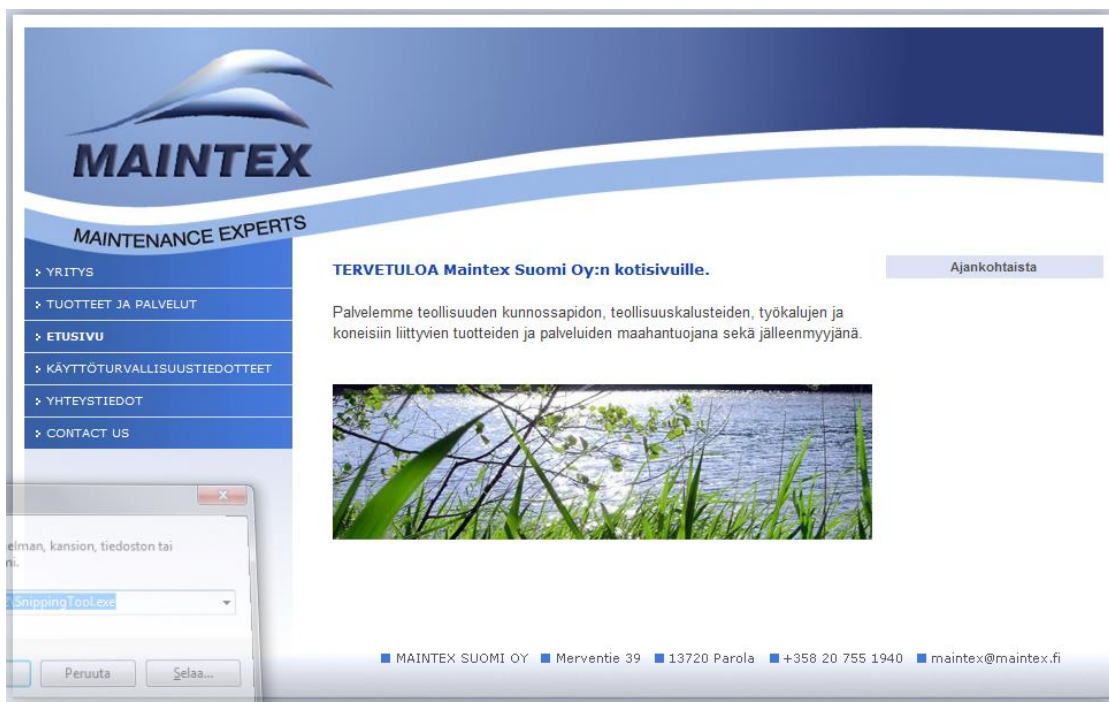 MAINTEX
MAINTENANCE EXPERTS
YRITYS
TUOTTEET JA PALVELUT
ETUSIVU
KÄYTTÖTURVALLISUUSTIEDOTTEET
YHTEYSTIEDOT
CONTACT US
TERVETULOA Maintex Suomi Oy:n kotisivuille.
Palvelemme teollisuuden kunnossapidon, teollisuuskalusteiden, työkalujen ja
koneisiin liittyvien tuotteiden ja palveluiden maahantuojana sekä jälleenmyyjänä.
Ajankohtaista
elman, kansion, tiedoston tai
mi.
\SnippingTool.exe
Peruuta Selaa...
MAINTEX SUOMI OY Merventie 39 13720 Parola +358 20 755 1940 maintex@maintex.fi